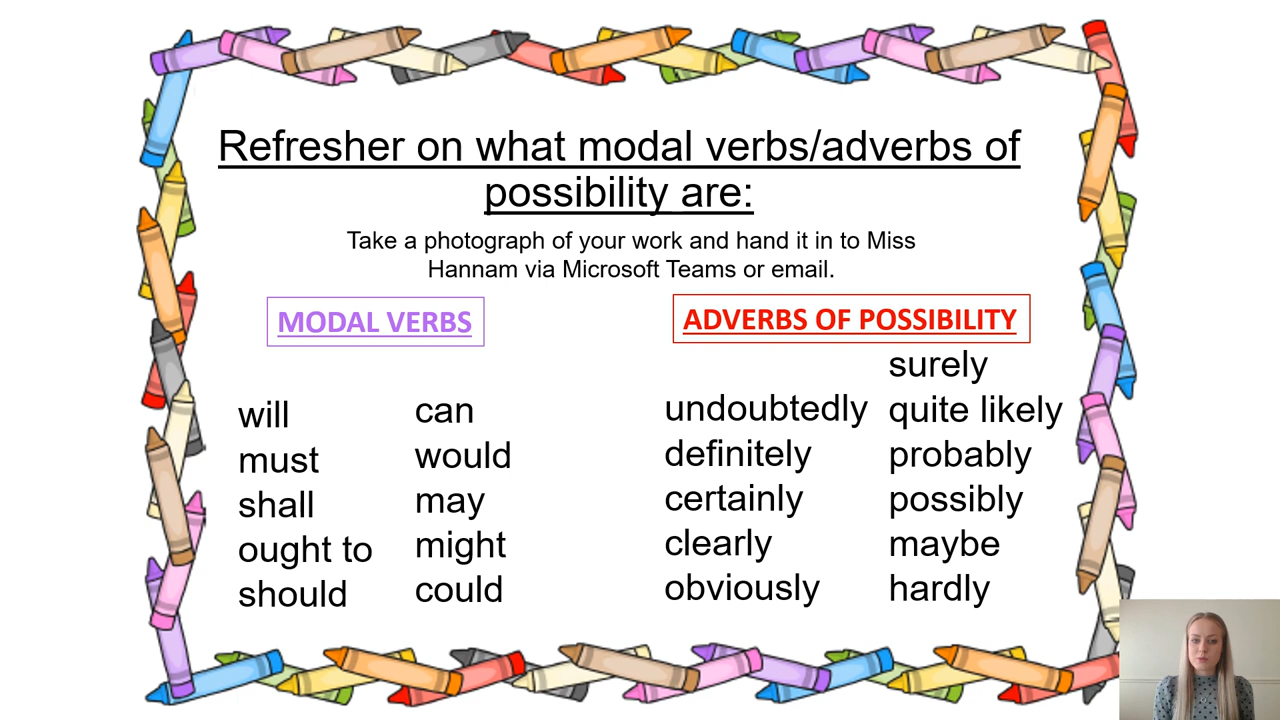 Refresher on what modal verbs/adverbs of
possibility are:
Take a photograph of your work and hand it in to Miss
Hannam via Microsoft Teams or email.
MODAL VERBS
will
must
shall
ought to
should
can
would
may
might
could
ADVERBS OF POSSIBILITY
undoubtedly
definitely
certainly
clearly
obviously
surely
quite likely
probably
possibly
maybe
hardly